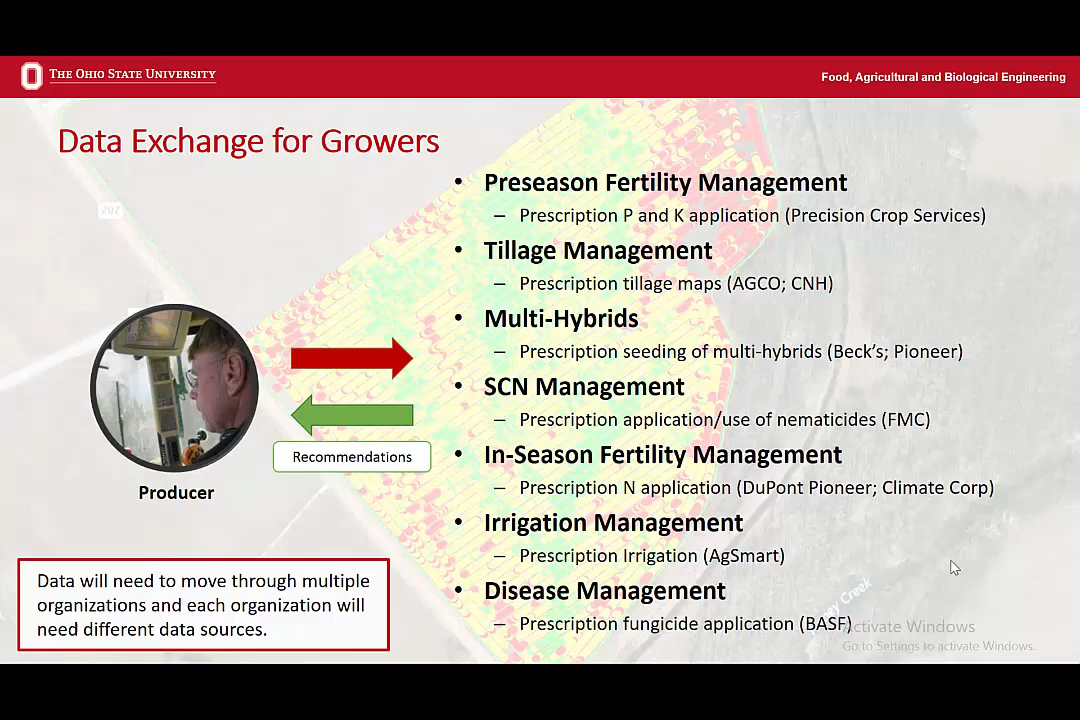 THE OHIO STATE UNIVERSITY
Food, Agricultural and Biological Engineering
Data Exchange for Growers
• Preseason Fertility Management
– Prescription P and K application (Precision Crop Services)
• Tillage Management
– Prescription tillage maps (AGCO; CNH)
• Multi-Hybrids
– Prescription seeding of multi-hybrids (Beck's; Pioneer)
• SCN Management
– Prescription application/use of nematicides (FMC)
• In-Season Fertility Management
– Prescription N application (DuPont Pioneer; Climate Corp)
• Irrigation Management
– Prescription Irrigation (AgSmart)
• Disease Management
– Prescription fungicide application (BASF)
Recommendations
Producer
Data will need to move through multiple
organizations and each organization will
need different data sources.
202
Creek
Activate Windows
Go to Settings to activate Windows.